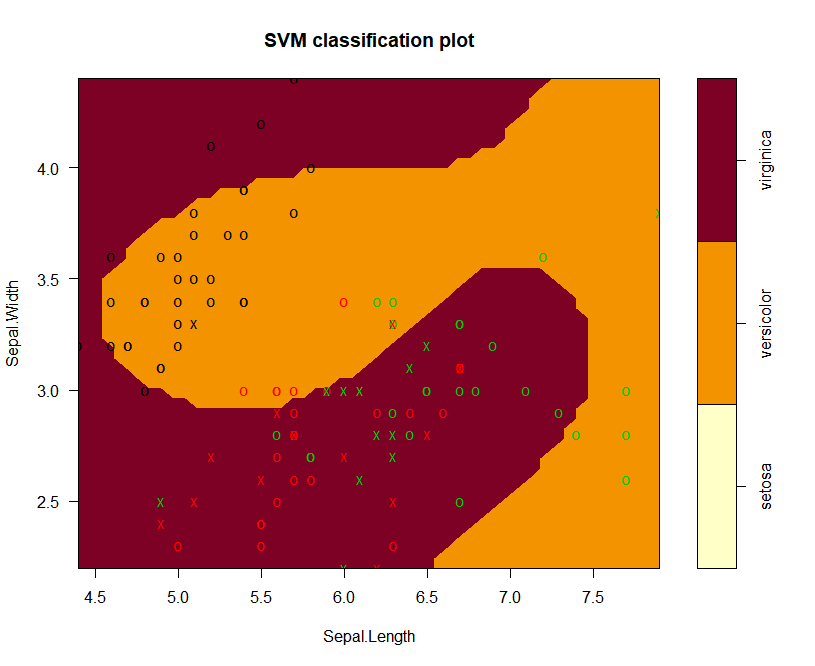 SVM classification plot
Sepal.Width
4.0
3.5
3.0
2.5
4.5 5.0 5.5 6.0 6.5 7.0 7.5
Sepal.Length
virginica
versicolor
setosa